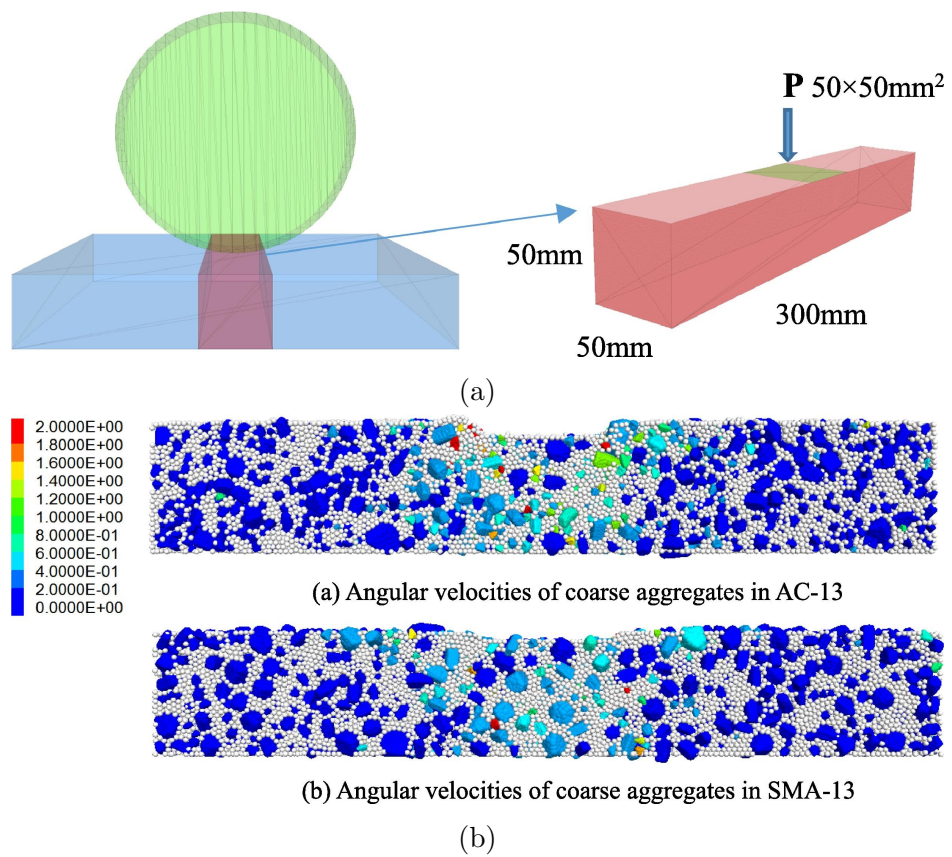 P 50×50mm²
50mm
50mm
300mm
(a)
2.0000E+00
1.8000E+00
1.6000E+00
1.4000E+00
1.2000E+00
1.0000E+00
8.0000E-01
6.0000E-01
4.0000E-01
2.0000E-01
0.0000E+00
(a) Angular velocities of coarse aggregates in AC-13
(b) Angular velocities of coarse aggregates in SMA-13
(b)